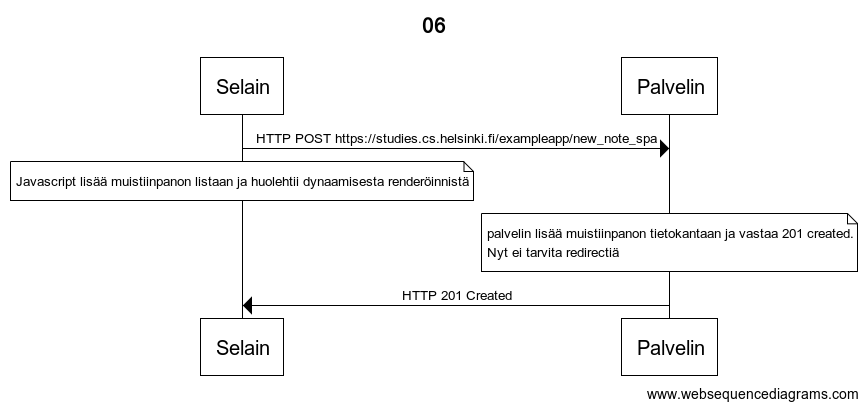 06
Selain
Palvelin
HTTP POST https://studies.cs.helsinki.fi/exampleapp/new_note_spa
Javascript lisää muistiinpanon listaan ja huolehtii dynaamisesta renderöinnistä
palvelin lisää muistiinpanon tietokantaan ja vastaa 201 created.
Nyt ei tarvita redirectiä
HTTP 201 Created
Selain
Palvelin
www.websequencediagrams.com